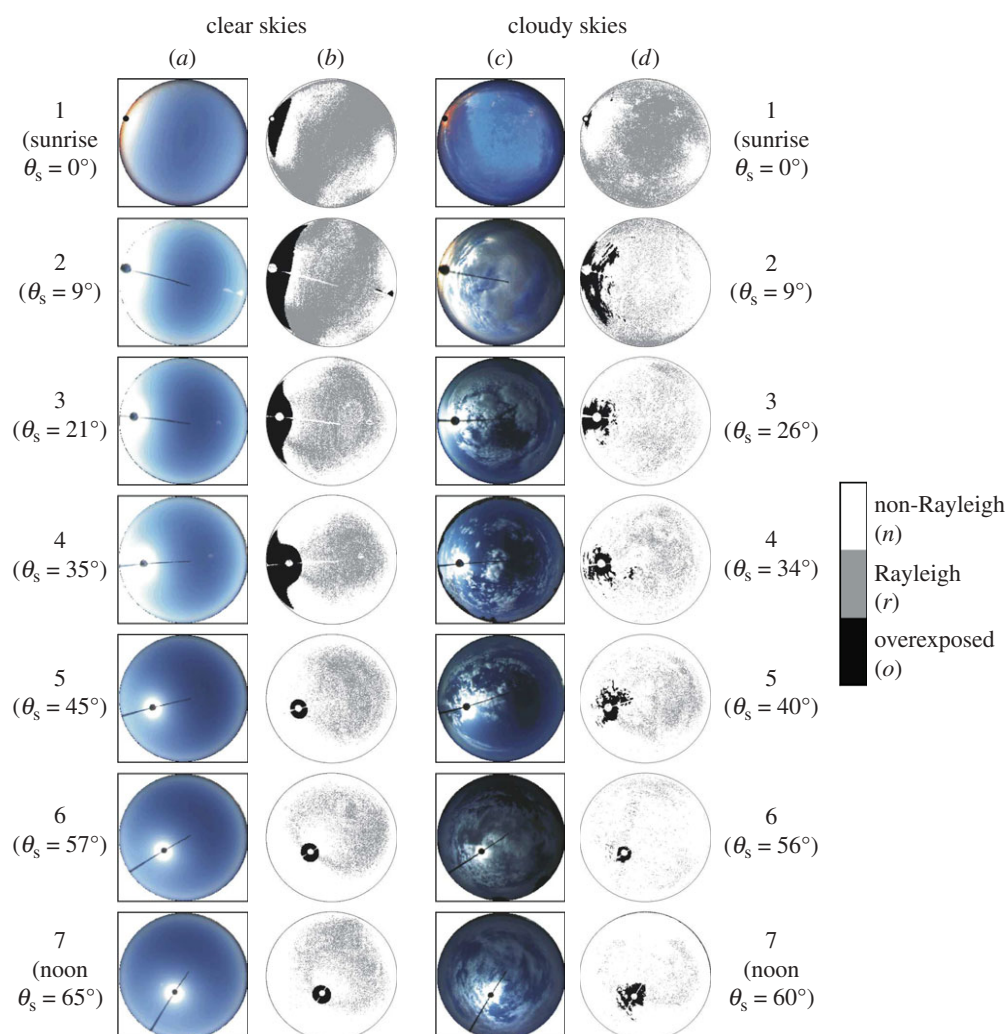 clear skies cloudy skies
(a) (b) (c) (d)
1
(sunrise
θs = 0°)
1
(sunrise
θs = 0°)
2
(θs = 9°)
2
(θs = 9°)
3
(θs = 21°)
3
(θs = 26°)
4
(θs = 35°)
4
(θs = 34°)
5
(θs = 45°)
5
(θs = 40°)
6
(θs = 57°)
6
(θs = 56°)
7
(noon
θs = 65°)
7
(noon
θs = 60°)
non-Rayleigh
(n)
Rayleigh
(r)
overexposed
(o)